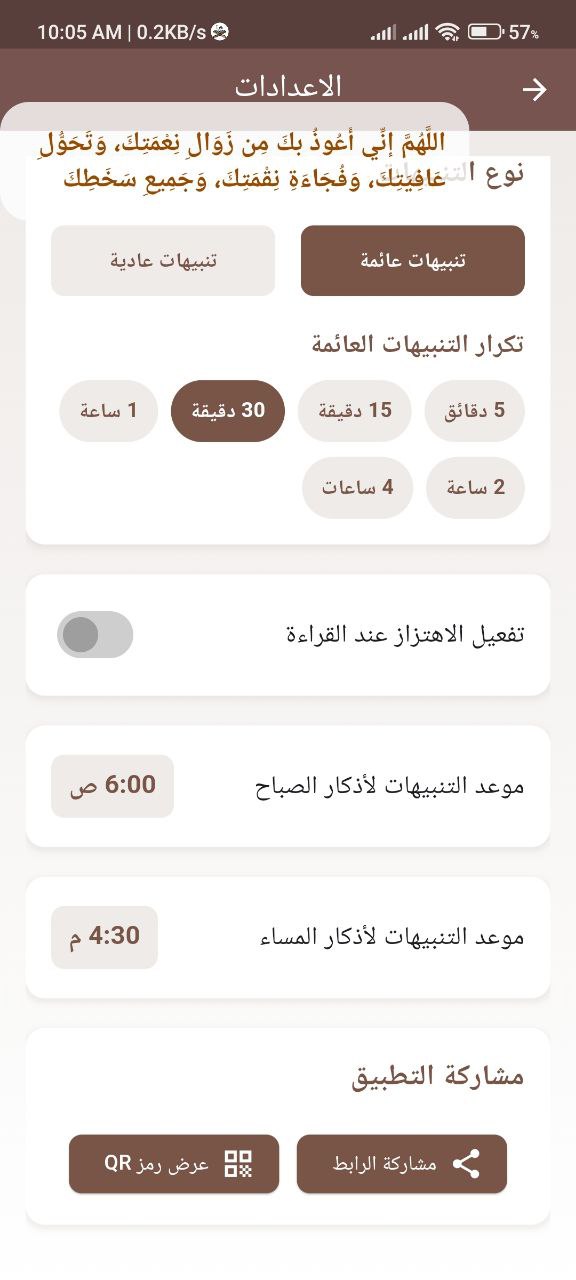 10:05 AM | 0.2KB/s
57%
الاعدادات
اللَّهُمَّ إنِّي أعُوذُ بكَ مِن زَوَالِ نِعْمَتِكَ، وَتَحَوُّلِ
عَافِيَتِكَ، وَفُجَاءَةِ نِقْمَتِكَ، وَجَمِيعِ سَخَطِكَ
نوع التنبيهات
تنبيهات عائمة
تنبيهات عادية
تكرار التنبيهات العائمة
5 دقائق
15 دقيقة
30 دقيقة
1 ساعة
2 ساعة
4 ساعات
تفعيل الاهتزاز عند القراءة
موعد التنبيهات لأذكار الصباح
6:00 ص
موعد التنبيهات لأذكار المساء
4:30 م
مشاركة التطبيق
مشاركة الرابط
عرض رمز QR